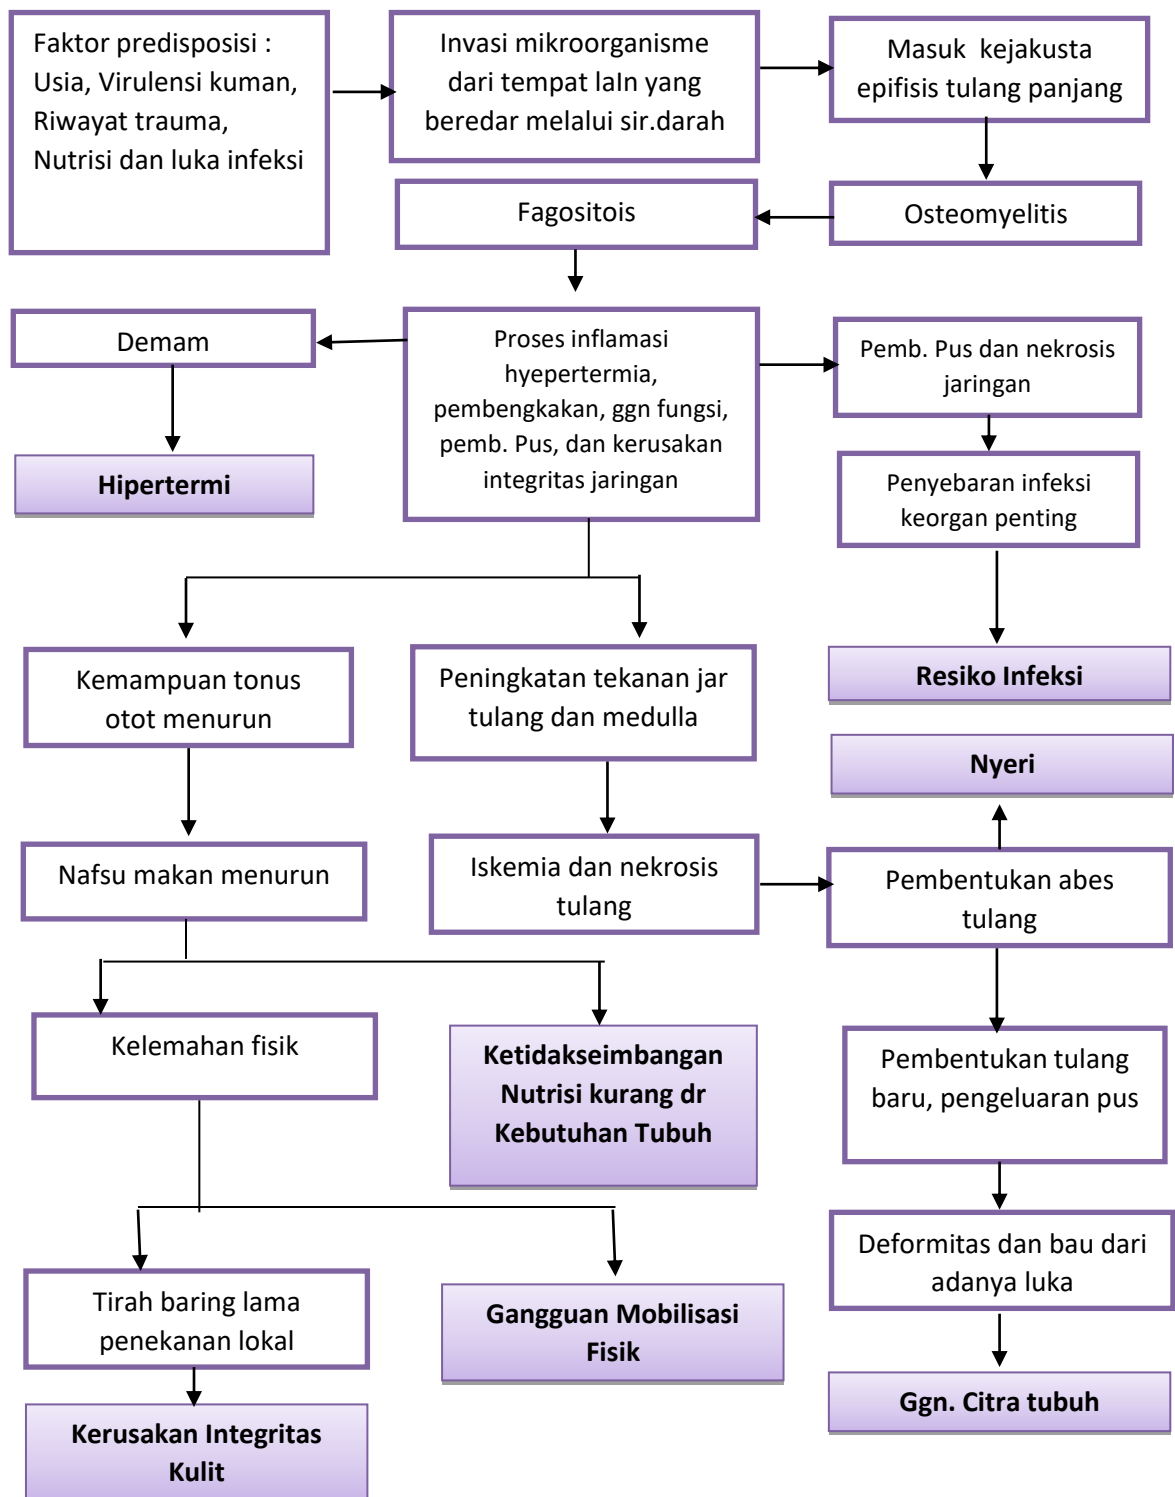 Faktor predisposisi :
Usia, Virulensi kuman,
Riwayat trauma,
Nutrisi dan luka infeksi
Invasi mikroorganisme
dari tempat laIn yang
beredar melalui sir.darah
Masuk kejakusta
epifisis tulang panjang
Fagositois
Osteomyelitis
Demam
Proses inflamasi
hyepertermia,
pembengkakan, ggn fungsi,
pemb. Pus, dan kerusakan
integritas jaringan
Pemb. Pus dan nekrosis
jaringan
Hipertermi
Penyebaran infeksi
keorgan penting
Kemampuan tonus
otot menurun
Peningkatan tekanan jar
tulang dan medulla
Resiko Infeksi
Nyeri
Nafsu makan menurun
Iskemia dan nekrosis
tulang
Pembentukan abes
tulang
Kelemahan fisik
Ketidakseimbangan
Nutrisi kurang dr
Kebutuhan Tubuh
Pembentukan tulang
baru, pengeluaran pus
Tirah baring lama
penekanan lokal
Gangguan Mobilisasi
Fisik
Deformitas dan bau dari
adanya luka
Kerusakan Integritas
Kulit
Ggn. Citra tubuh